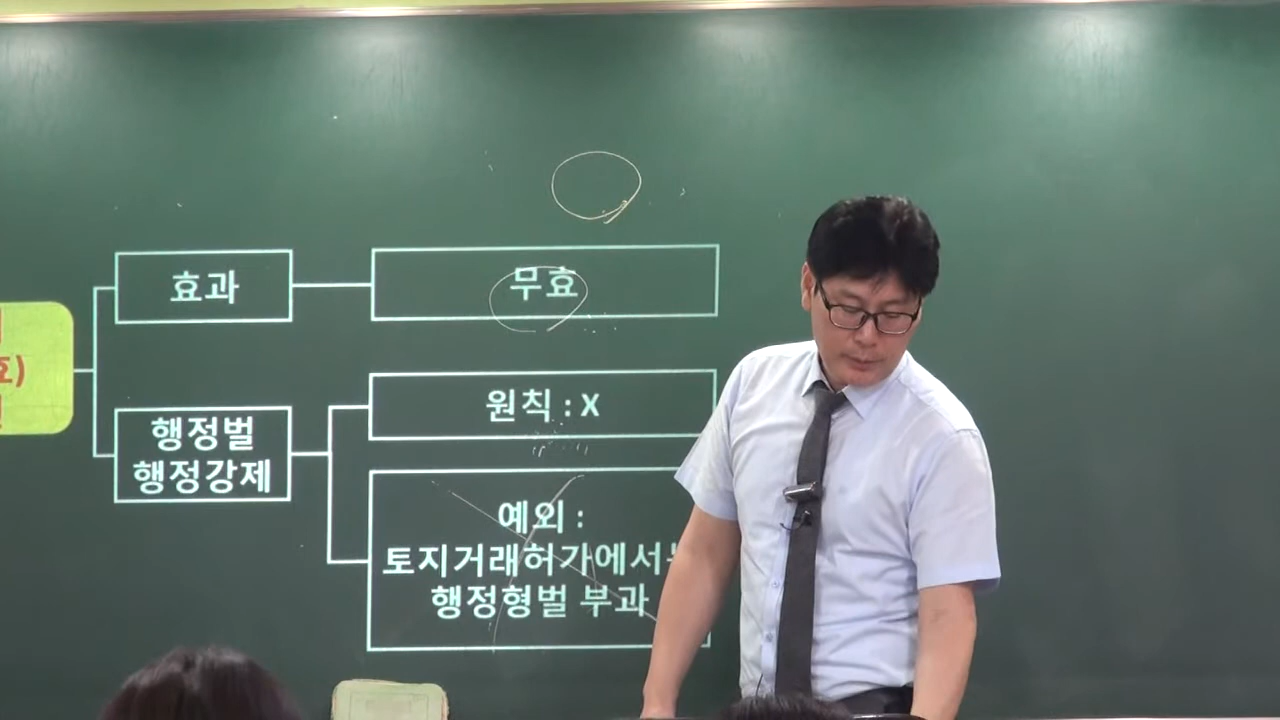 효과
무효
행정벌
행정강제
원칙 : X
예외 :
토지거래허가에서
행정형벌 부과